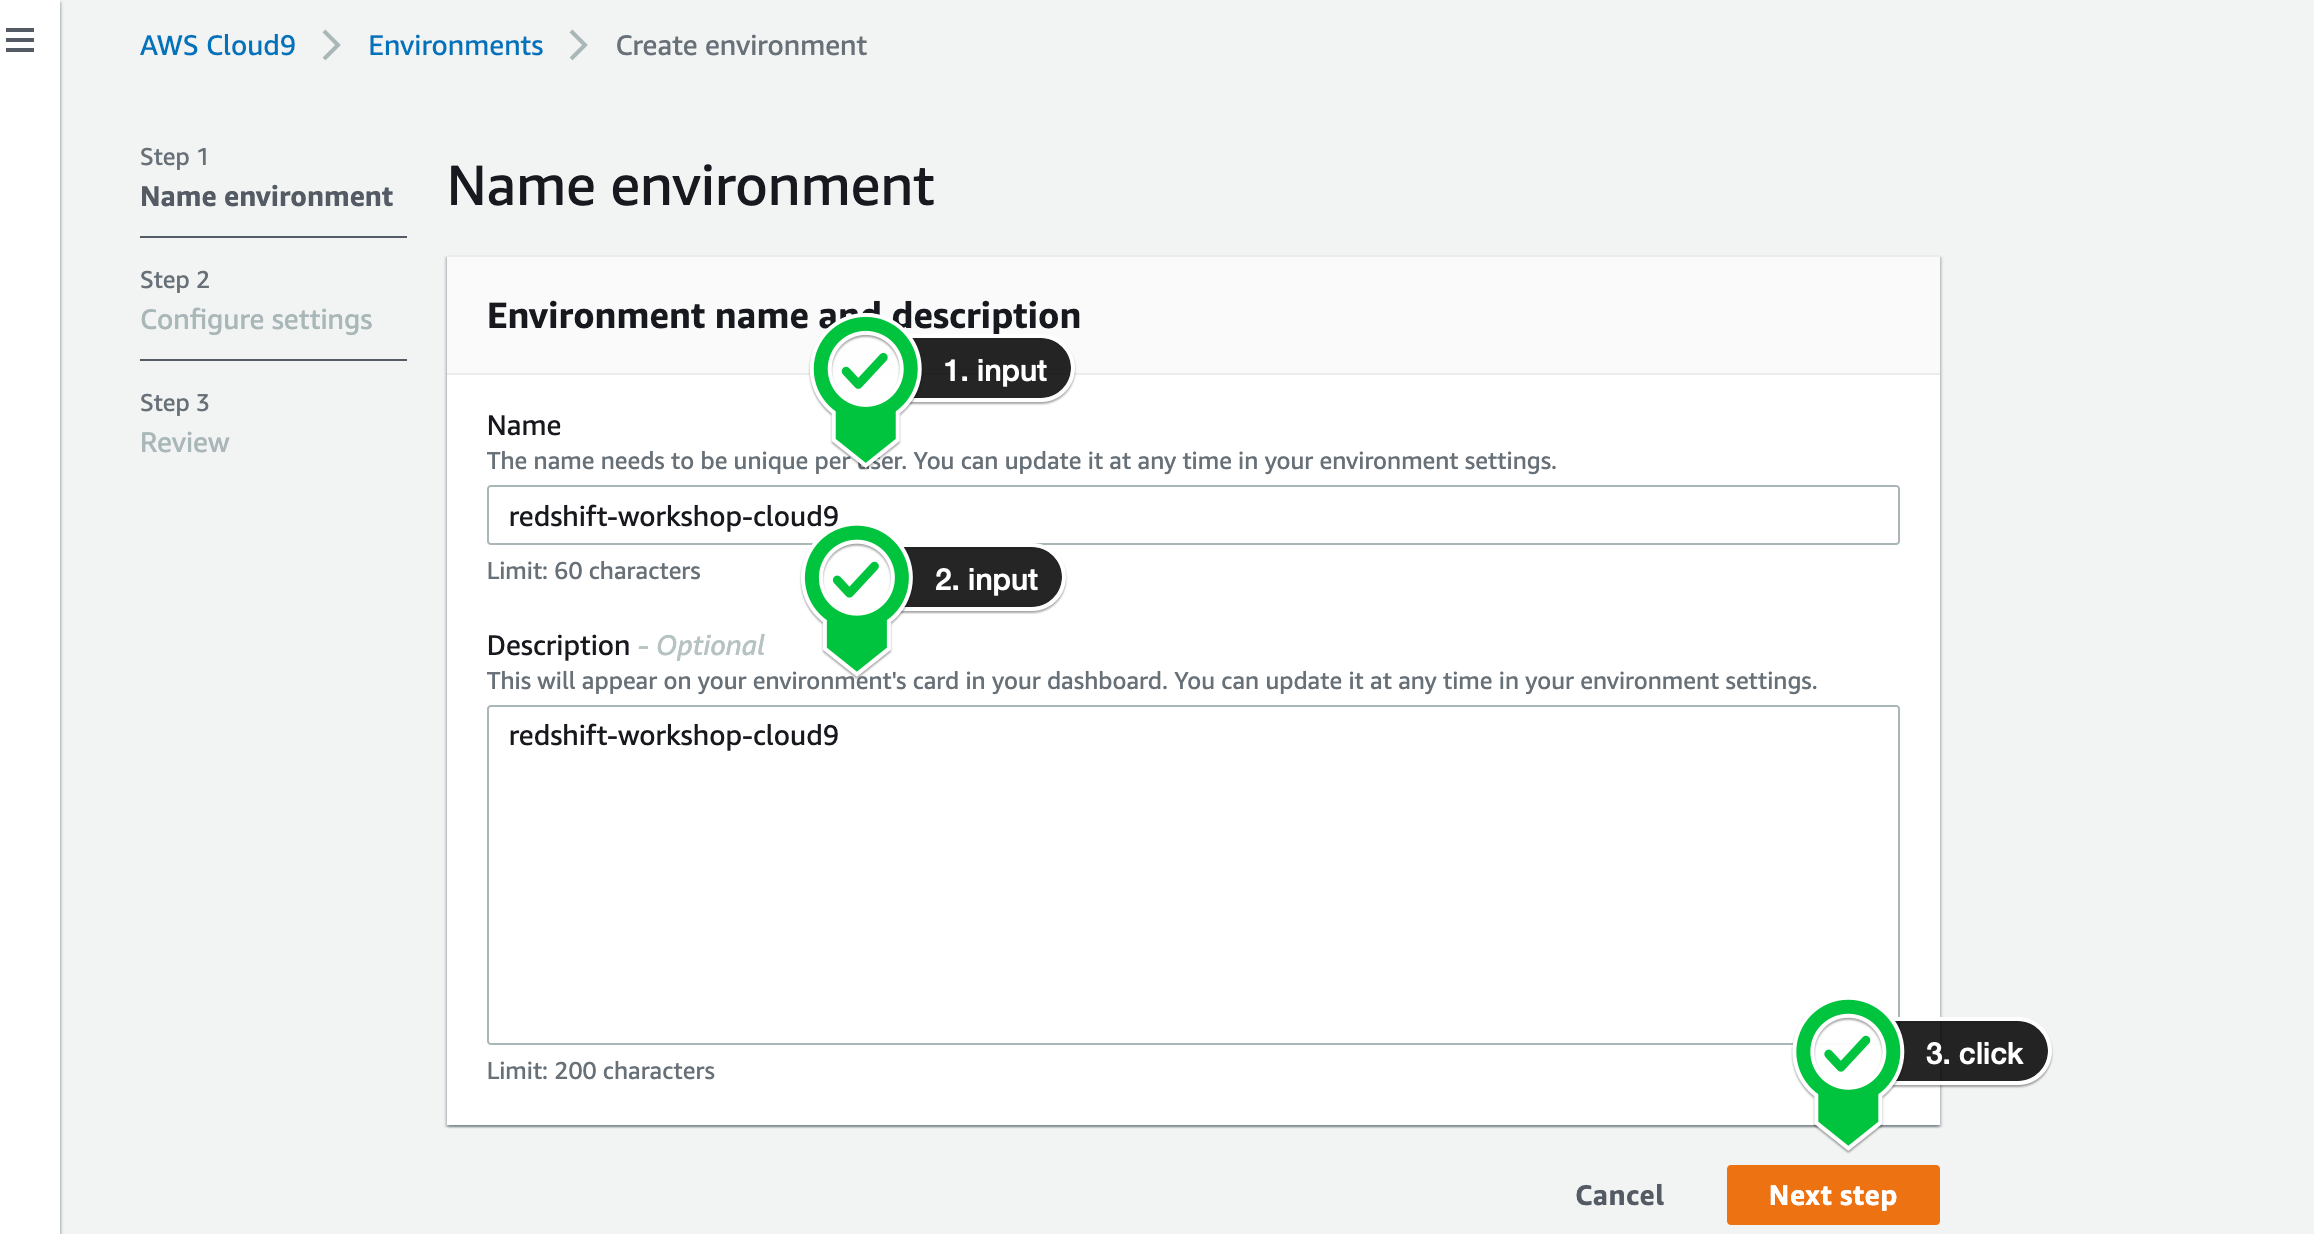 AWS Cloud9 > Environments > Create environment
Step 1
Name environment
Step 2
Configure settings
Step 3
Review
Name environment
Environment name and description
1. input
Name
The name needs to be unique per user. You can update it at any time in your environment settings.
redshift-workshop-cloud9
Limit: 60 characters
2. input
Description - Optional
This will appear on your environment's card in your dashboard. You can update it at any time in your environment settings.
redshift-workshop-cloud9
3. click
Limit: 200 characters
Cancel
Next step